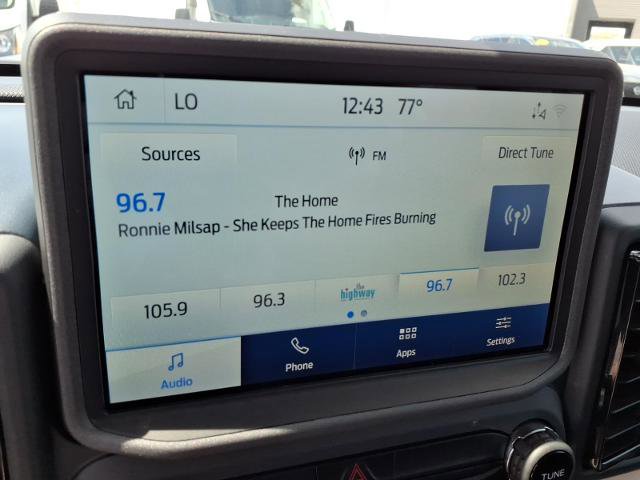 LO 12:43 77°
Sources FM Direct Tune
96.7 The Home
Ronnie Milsap - She Keeps The Home Fires Burning
105.9 96.3 the highway 96.7 102.3
Audio Phone Apps Settings
TUNE